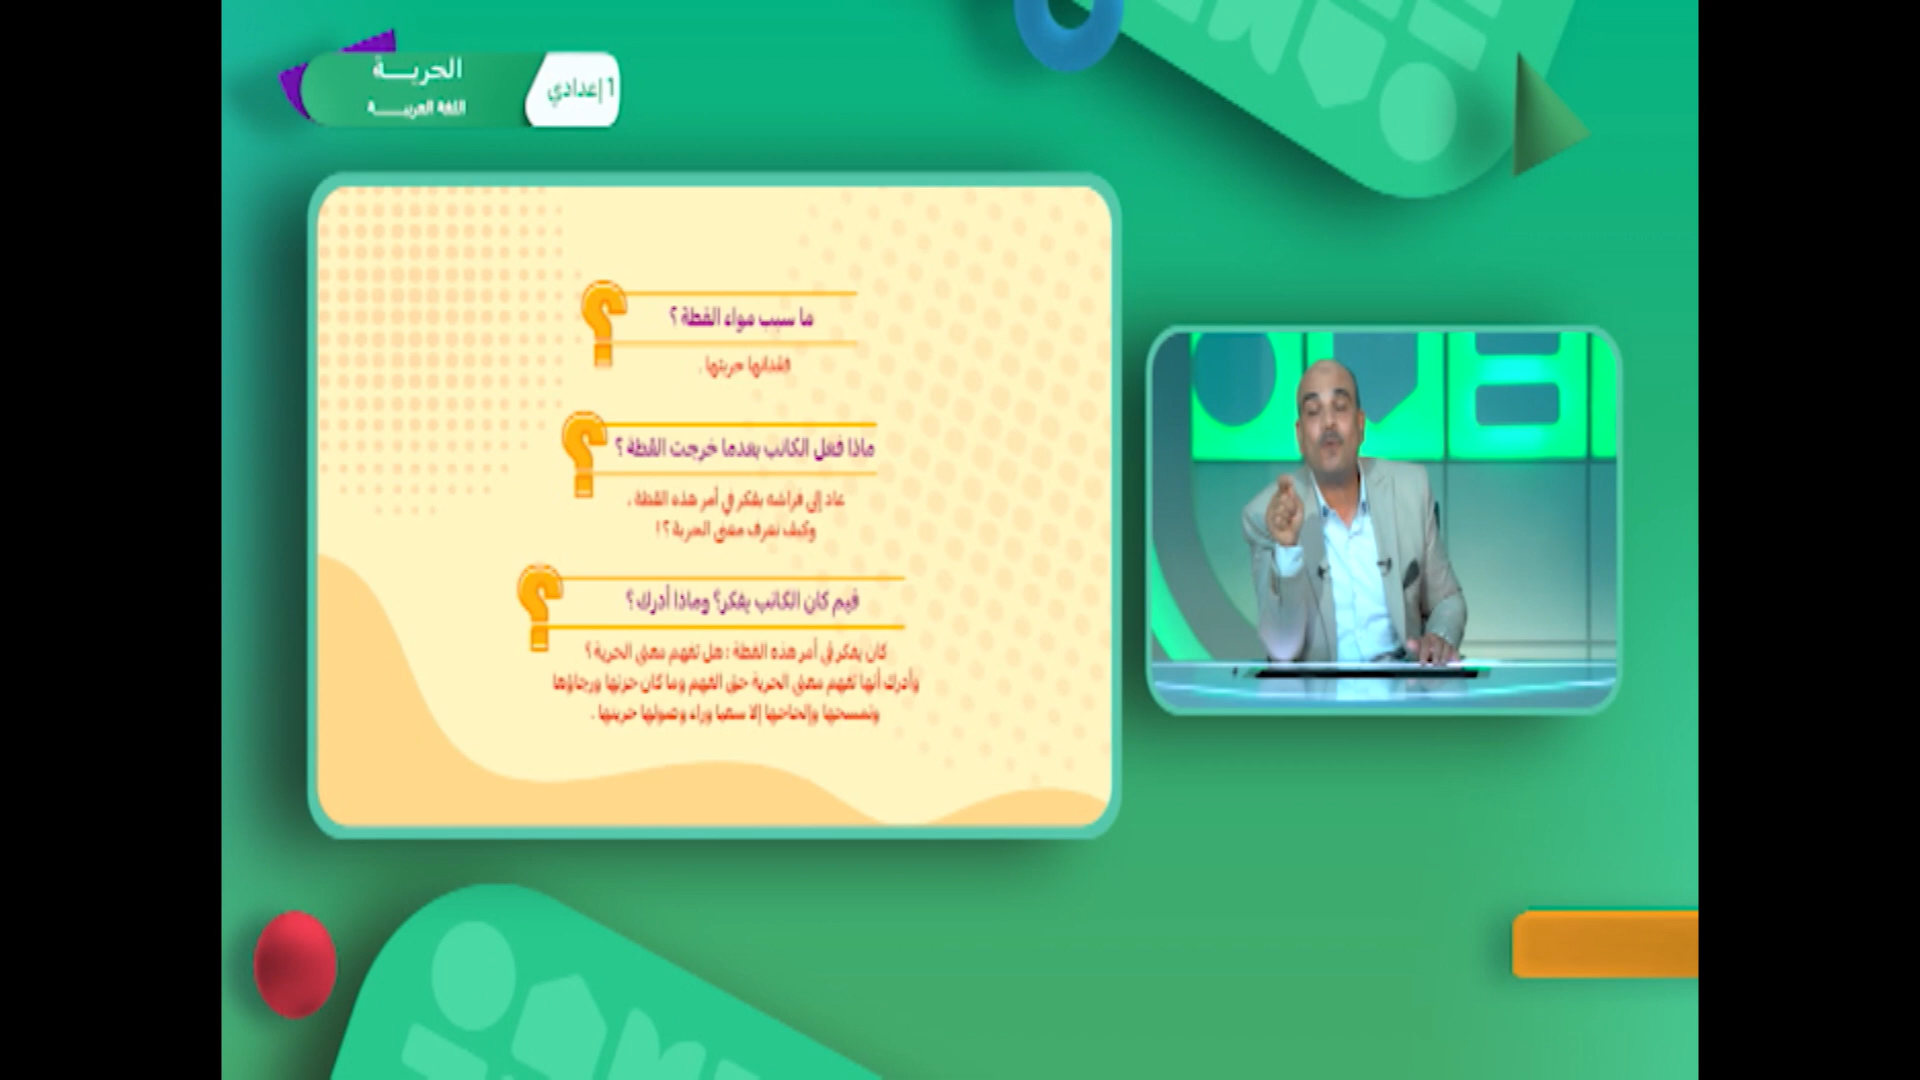 الحريـــة
اللغة العربيـــــة
1 إعدادي
ما سبب مواء القطة ؟
فقدانها حريتها .
ماذا فعل الكاتب بعدما خرجت القطة ؟
عاد إلى فراشه يفكر في أمر هذه القطة .
وكيف تعرف معنى الحرية ؟!
فيم كان الكاتب يفكر؟ وماذا أدرك ؟
كان يفكر في أمر هذه القطة : هل تفهم معنى الحرية ؟
وأدرك أنها تفهم معنى الحرية حق الفهم وما كان حزنها ورجاؤها
وتمسحها وإلحاحها إلا سعيا وراء وصولها حريتها .